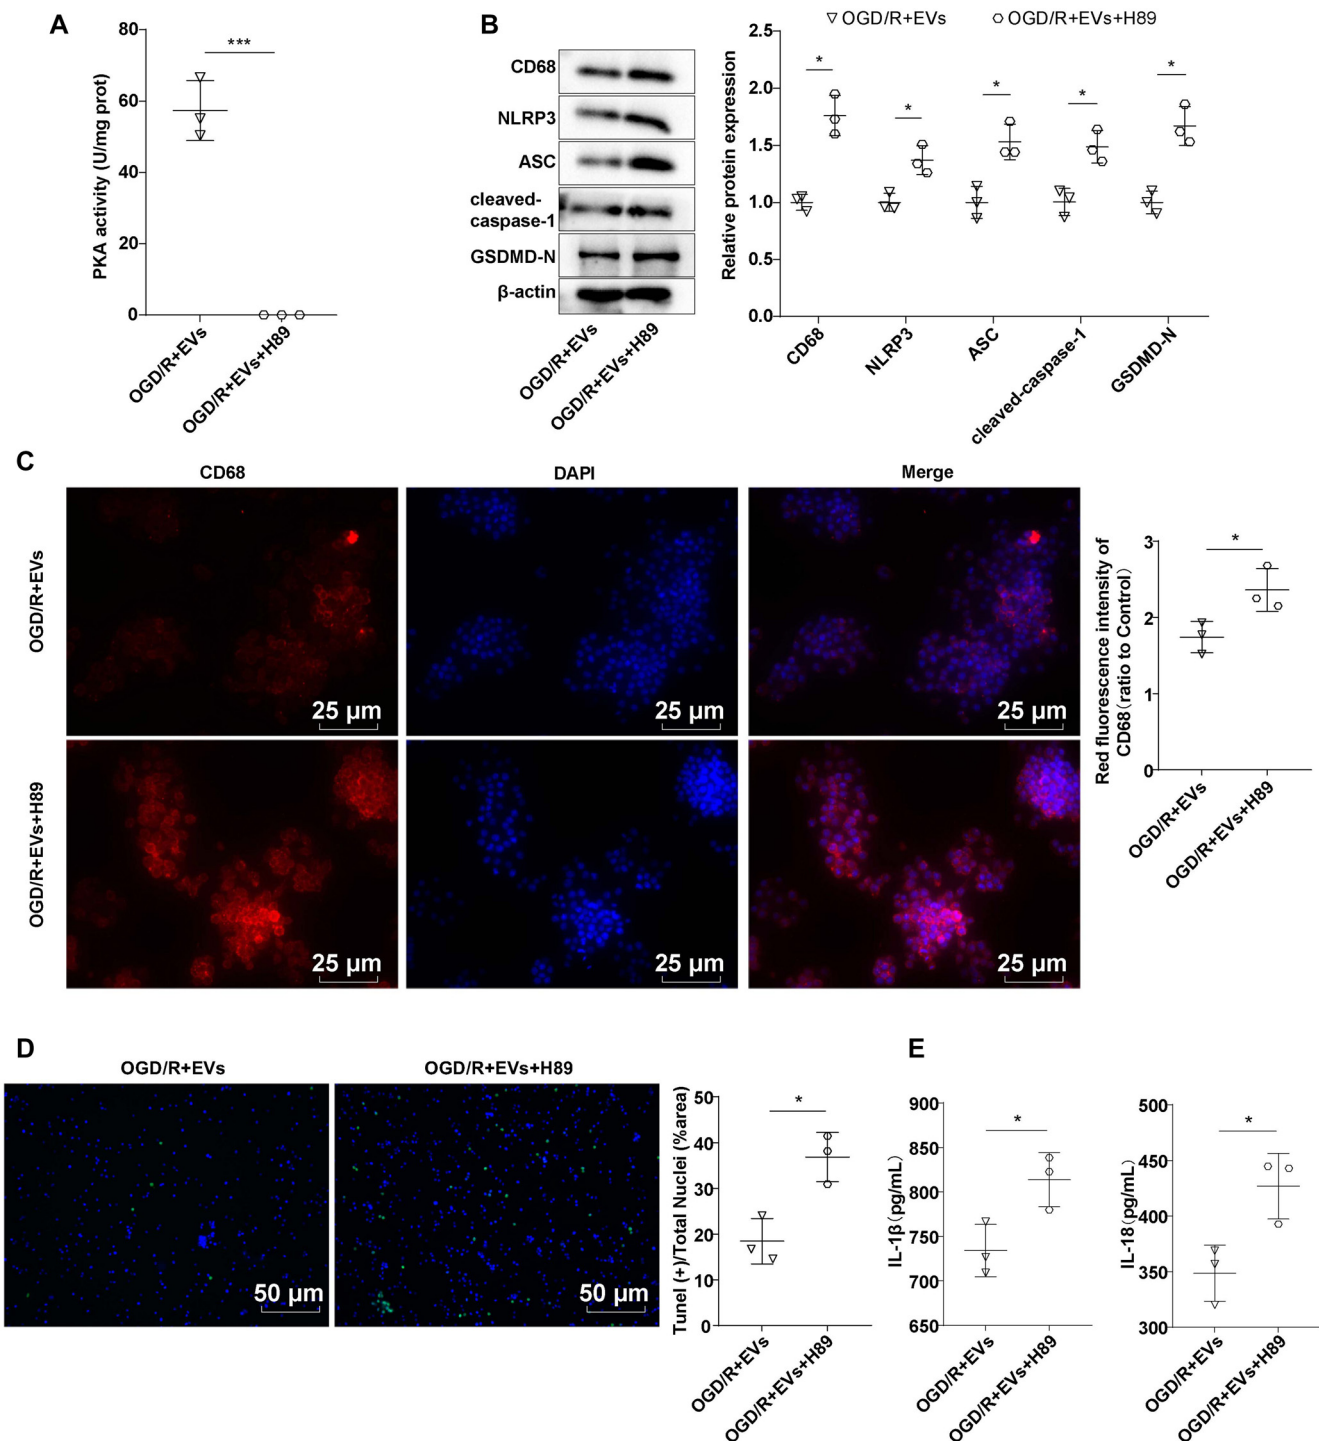 A
PKA activity (U/mg prot)
80
60
40
20
0
***
OGD/R+EVs
OGD/R+EVs+H89
B
CD68
NLRP3
ASC
cleaved-
caspase-1
GSDMD-N
β-actin
OGD/R+EVs
OGD/R+EVs+H89
OGD/R+EVs
OGD/R+EVs+H89
Relative protein expression
2.5
2.0
1.5
1.0
0.5
0.0
*
*
*
*
*
CD68
NLRP3
ASC
cleaved-caspase-1
GSDMD-N
C
CD68
DAPI
Merge
OGD/R+EVs
25 μm
25 μm
25 μm
OGD/R+EVs+H89
25 μm
25 μm
25 μm
Red fluorescence intensity of
CD68(ratio to Control)
3
2
1
0
*
OGD/R+EVs
OGD/R+EVs+H89
D
OGD/R+EVs
OGD/R+EVs+H89
50 μm
50 μm
Tunel (+)/Total Nuclei (%area)
50
40
30
20
10
0
*
OGD/R+EVs
OGD/R+EVs+H89
E
IL-1β(pg/mL)
900
850
800
750
700
650
*
OGD/R+EVs
OGD/R+EVs+H89
IL-18(pg/mL)
500
450
400
350
300
*
OGD/R+EVs
OGD/R+EVs+H89